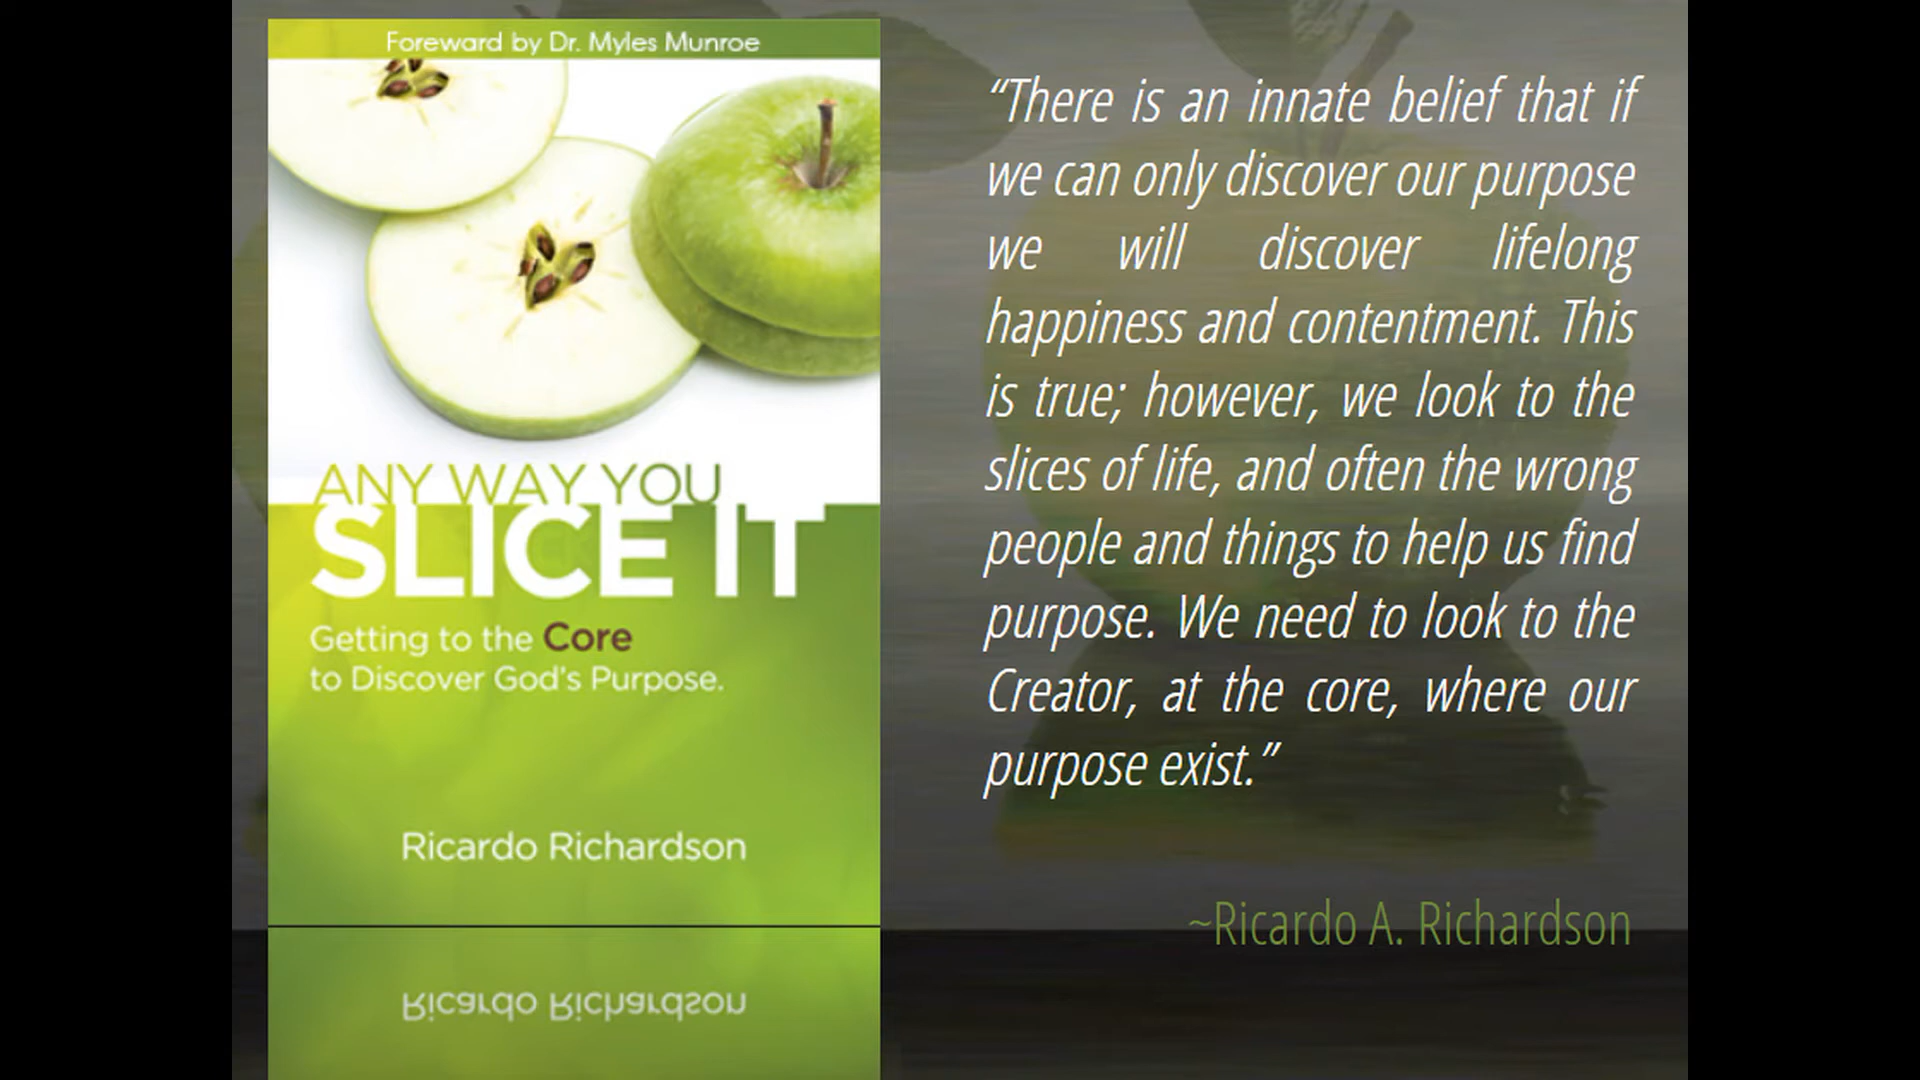 Foreward by Dr. Myles Munroe
ANY WAY YOU
SLICE IT
Getting to the Core
to Discover God's Purpose.
Ricardo Richardson
Ricardo Richardson
“There is an innate belief that if
we can only discover our purpose
we will discover lifelong
happiness and contentment. This
is true; however, we look to the
slices of life, and often the wrong
people and things to help us find
purpose. We need to look to the
Creator, at the core, where our
purpose exist.”
~Ricardo A. Richardson